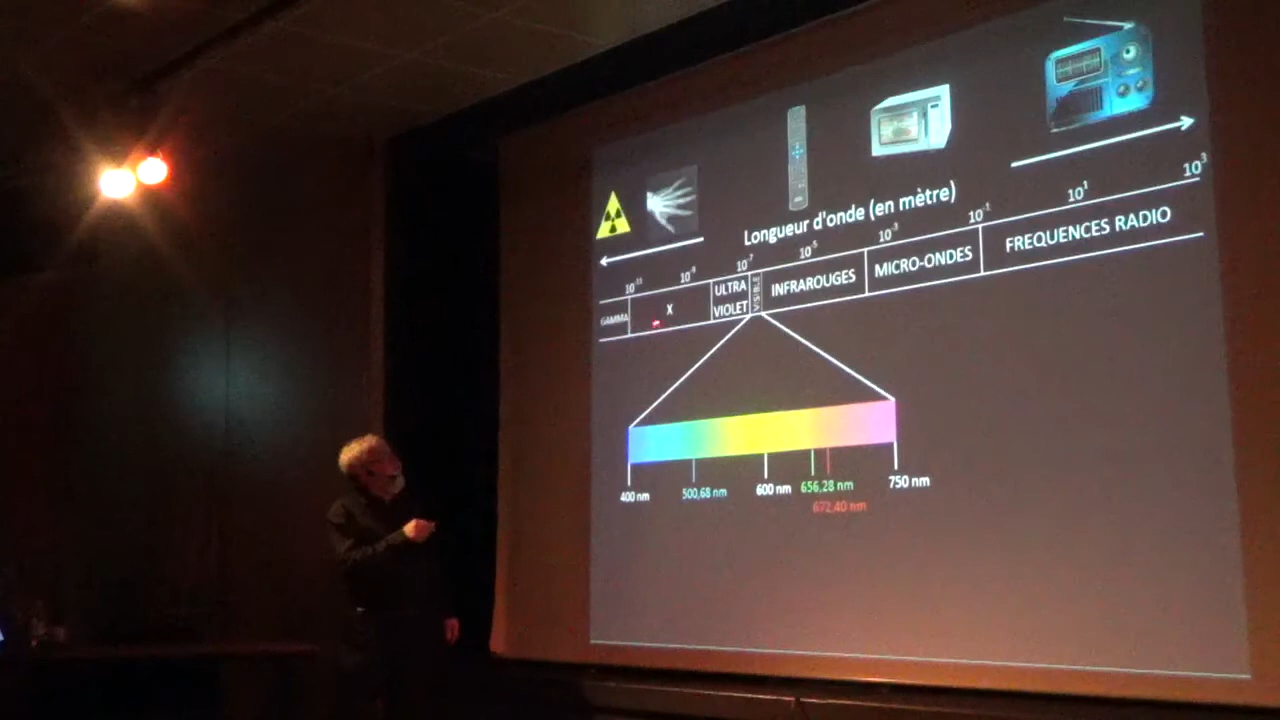 Longueur d'onde (en mètre)
10⁻¹¹ 10⁻⁹ 10⁻⁷ 10⁻⁵ 10⁻³ 10⁻¹ 10¹ 10³
GAMMA X ULTRA VIOLET VISIBLE INFRAROUGES MICRO-ONDES FREQUENCES RADIO
400 nm 500,68 nm 600 nm 656,28 nm 750 nm
672,40 nm